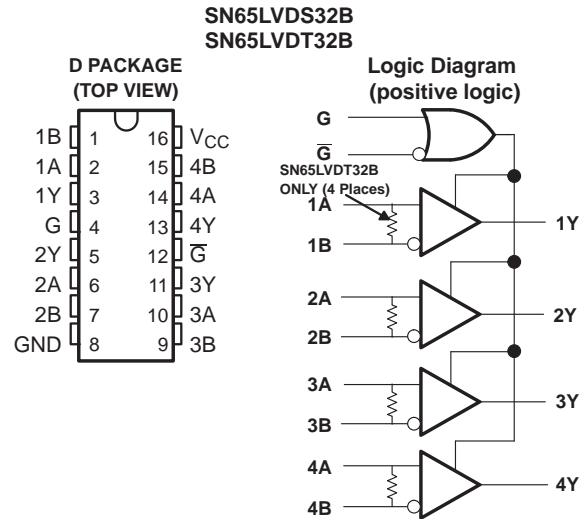 SN65LVDS32B
SN65LVDT32B
D PACKAGE
(TOP VIEW)
1B 1 16 VCC
1A 2 15 4B
1Y 3 14 4A
G 4 13 4Y
2Y 5 12 G̅
2A 6 11 3Y
2B 7 10 3A
GND 8 9 3B
Logic Diagram
(positive logic)
G
G̅
SN65LVDT32B
ONLY (4 Places)
1A
1Y
1B
2A
2Y
2B
3A
3Y
3B
4A
4Y
4B